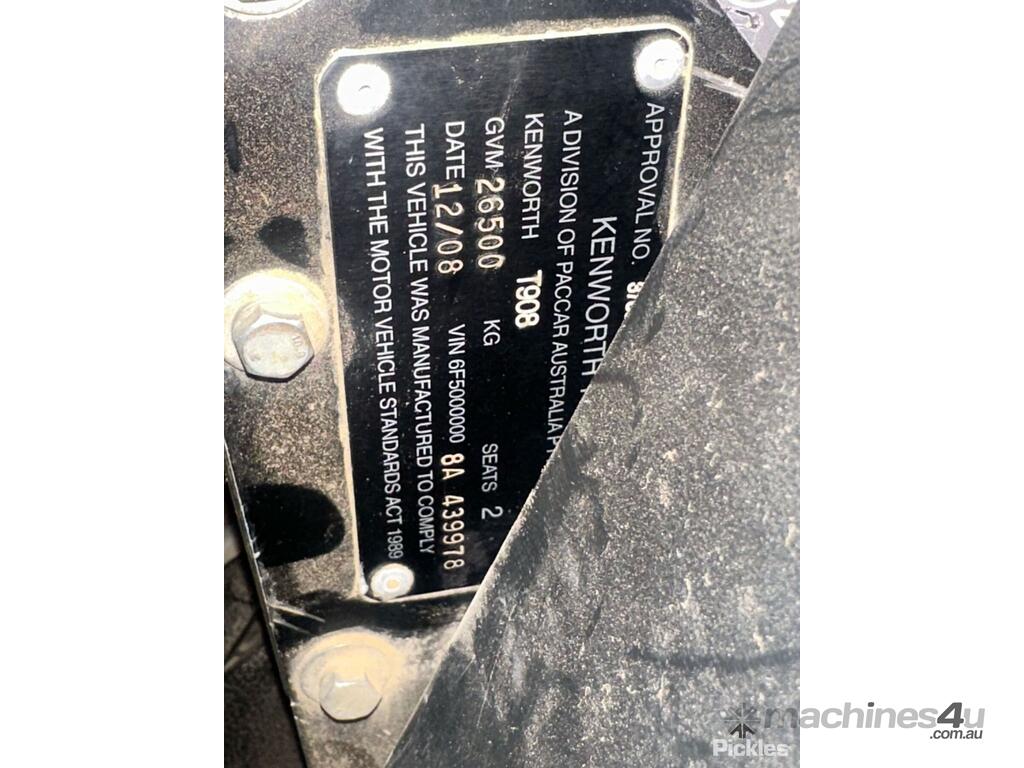 APPROVAL NO.
KENWORTH
A DIVISION OF PACCAR AUSTRALIA P
KENWORTH T908
GVM 26500 KG SEATS 2
DATE 12/08 VIN 6F5000000 8A 439978
THIS VEHICLE WAS MANUFACTURED TO COMPLY
WITH THE MOTOR VEHICLE STANDARDS ACT 1989
machines4u
.com.au
Pickles